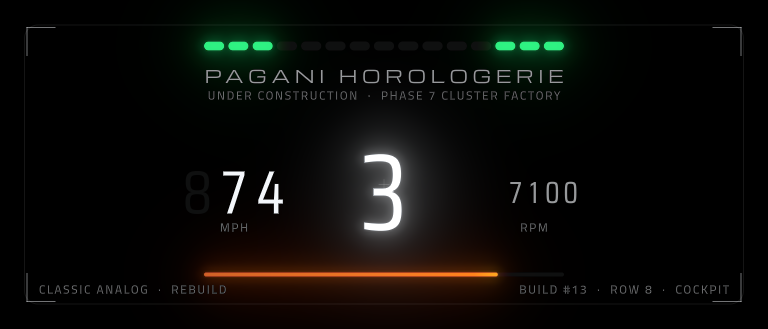 PAGANI HOROLOGERIE
UNDER CONSTRUCTION · PHASE 7 CLUSTER FACTORY
74
MPH
3
7100
RPM
CLASSIC ANALOG · REBUILD
BUILD #13 · ROW 8 · COCKPIT